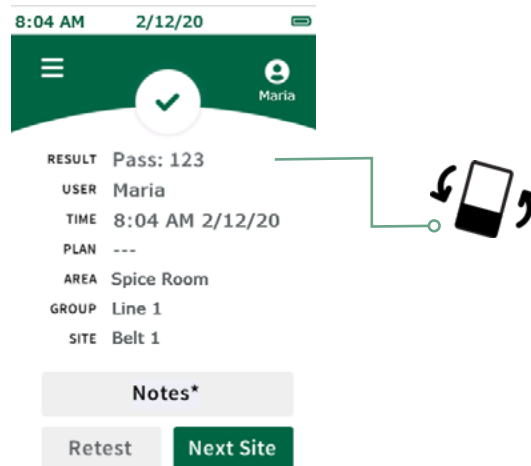 8:04 AM 2/12/20
Maria
RESULT Pass: 123
USER Maria
TIME 8:04 AM 2/12/20
PLAN ---
AREA Spice Room
GROUP Line 1
SITE Belt 1
Notes*
Retest Next Site